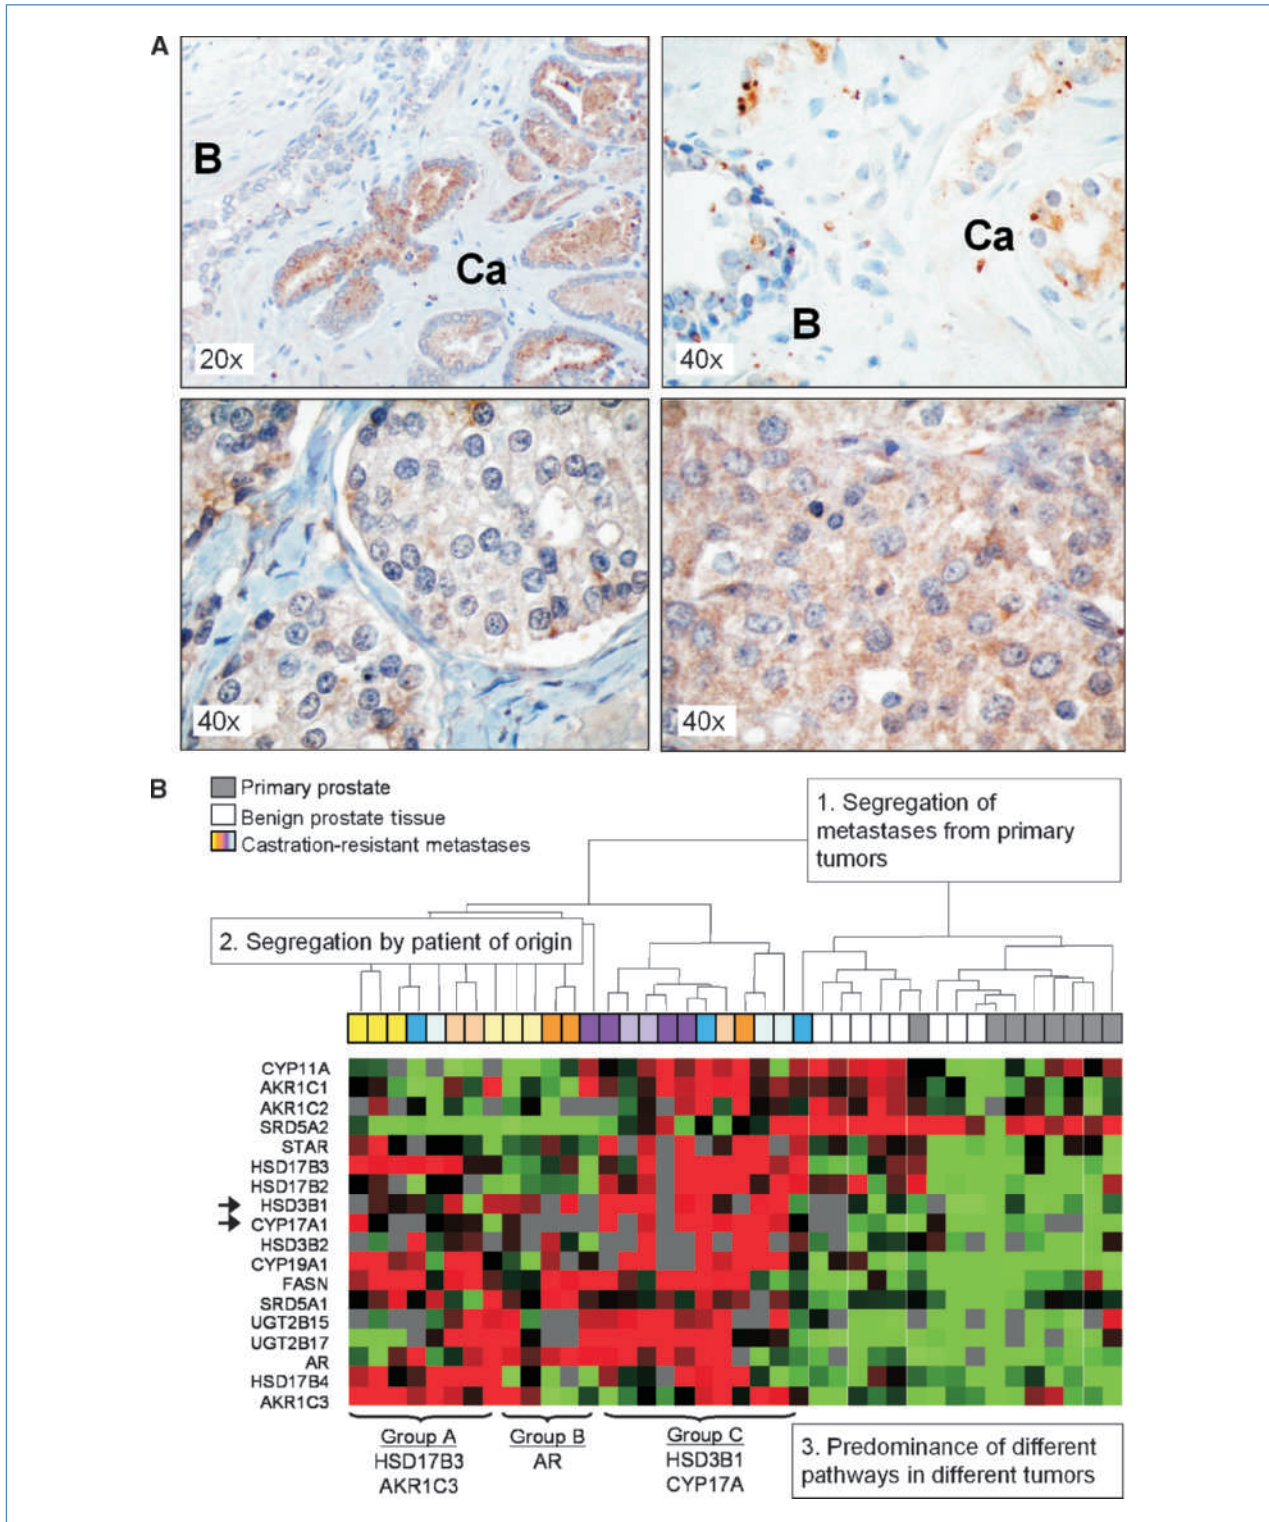 A
B
Ca
20x
Ca
B
40x
40x
40x
B
Primary prostate
Benign prostate tissue
Castration-resistant metastases
1. Segregation of
metastases from primary
tumors
2. Segregation by patient of origin
CYP11A
AKR1C1
AKR1C2
SRD5A2
STAR
HSD17B3
HSD17B2
HSD3B1
CYP17A1
HSD3B2
CYP19A1
FASN
SRD5A1
UGT2B15
UGT2B17
AR
HSD17B4
AKR1C3
Group A
HSD17B3
AKR1C3
Group B
AR
Group C
HSD3B1
CYP17A
3. Predominance of different
pathways in different tumors